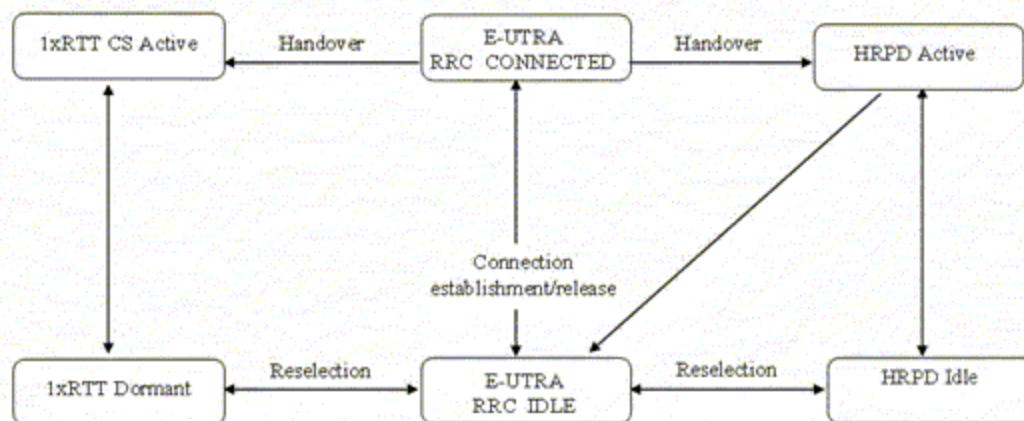 1xRTT CS Active
Handover
E-UTRA
RRC CONNECTED
Handover
HRPD Active
Connection
establishment/release
1xRTT Dormant
Reselection
E-UTRA
RRC IDLE
Reselection
HRPD Idle